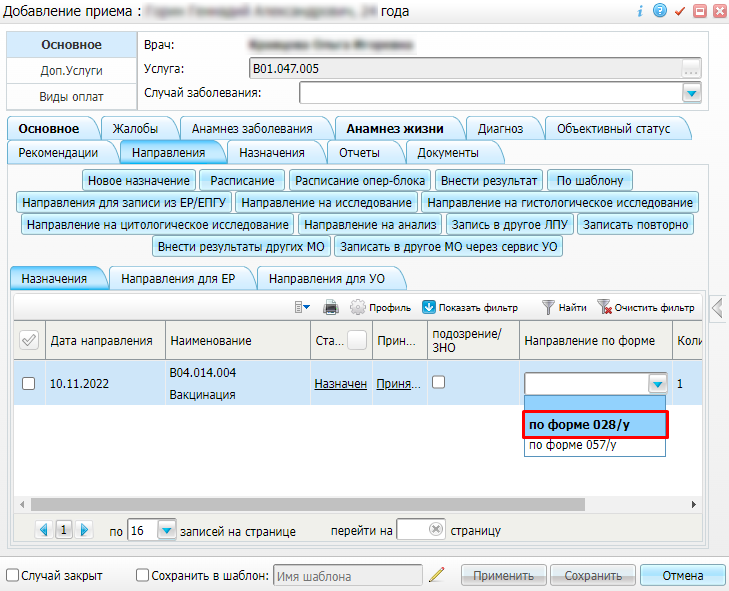 Добавление приема : года
Основное
Доп.Услуги
Виды оплат
Врач:
Услуга: B01.047.005 ...
Случай заболевания:
Основное Жалобы Анамнез заболевания Анамнез жизни Диагноз Объективный статус
Рекомендации Направления Назначения Отчеты Документы
Новое назначение Расписание Расписание опер-блока Внести результат По шаблону
Направления для записи из ЕР/ЕПГУ Направление на исследование Направление на гистологическое исследование
Направление на цитологическое исследование Направление на анализ Запись в другое ЛПУ Записать повторно
Внести результаты других МО Записать в другое МО через сервис УО
Назначения Направления для ЕР Направления для УО
Профиль Показать фильтр Найти Очистить фильтр
Дата направления Наименование Ста... Прин... подозрение/ЗНО Направление по форме Коли
10.11.2022 B04.014.004 Назначен Приня... 1
Вакцинация
по форме 028/у
по форме 057/у
1 по 16 записей на странице перейти на страницу
Случай закрыт Сохранить в шаблон: Имя шаблона Применить Сохранить Отмена